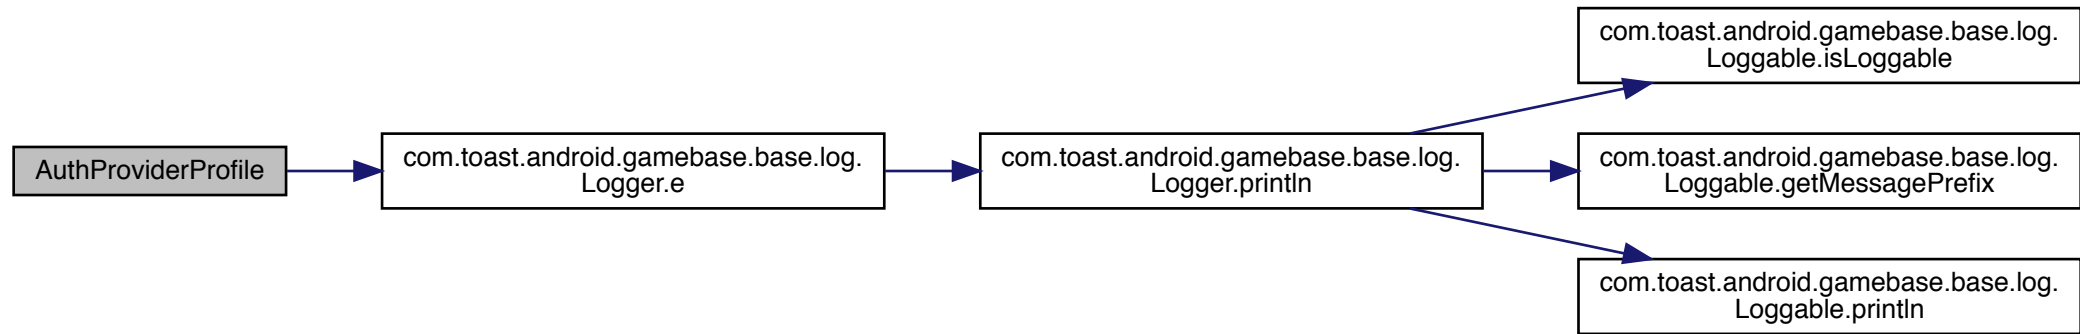 AuthProviderProfile
com.toast.android.gamebase.base.log.
Logger.e
com.toast.android.gamebase.base.log.
Logger.println
com.toast.android.gamebase.base.log.
Loggable.isLoggable
com.toast.android.gamebase.base.log.
Loggable.getMessagePrefix
com.toast.android.gamebase.base.log.
Loggable.println